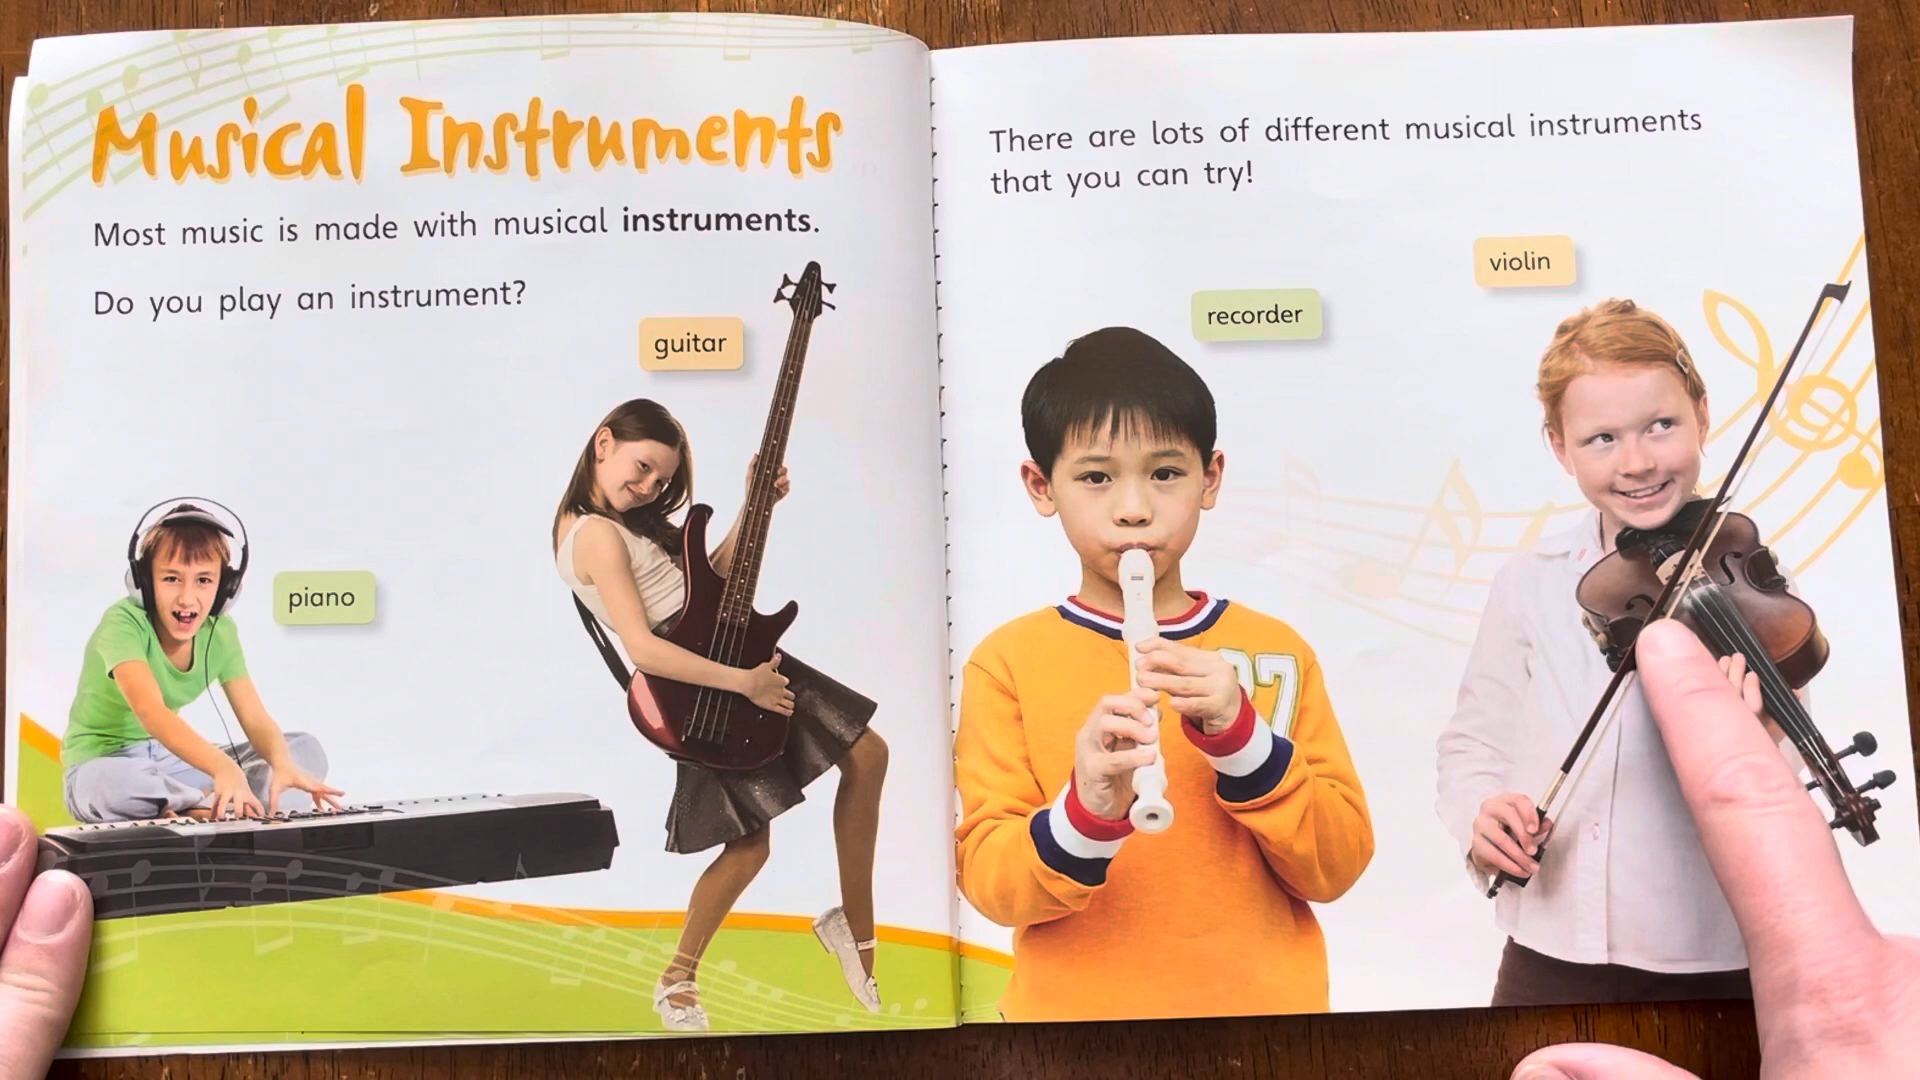 Musical Instruments
Most music is made with musical instruments.
Do you play an instrument?
guitar
piano
There are lots of different musical instruments
that you can try!
violin
recorder
27